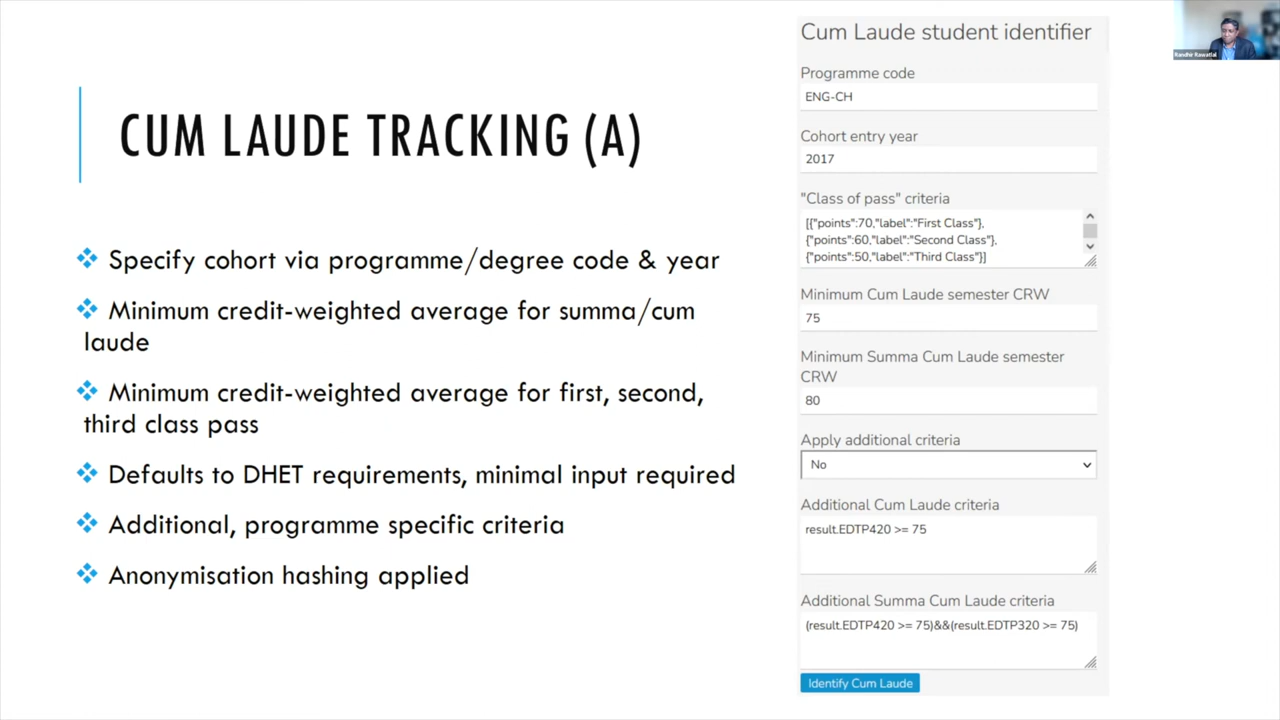 CUM LAUDE TRACKING (A)
Specify cohort via programme/degree code & year
Minimum credit-weighted average for summa/cum
laude
Minimum credit-weighted average for first, second,
third class pass
Defaults to DHET requirements, minimal input required
Additional, programme specific criteria
Anonymisation hashing applied
Cum Laude student identifier
Programme code
ENG-CH
Cohort entry year
2017
"Class of pass" criteria
[{"points":70,"label":"First Class"},
{"points":60,"label":"Second Class"},
{"points":50,"label":"Third Class"}]
Minimum Cum Laude semester CRW
75
Minimum Summa Cum Laude semester
CRW
80
Apply additional criteria
No
Additional Cum Laude criteria
result.EDTP420 >= 75
Additional Summa Cum Laude criteria
(result.EDTP420 >= 75)&&(result.EDTP320 >= 75)
Identify Cum Laude
Randhir Rawatlal